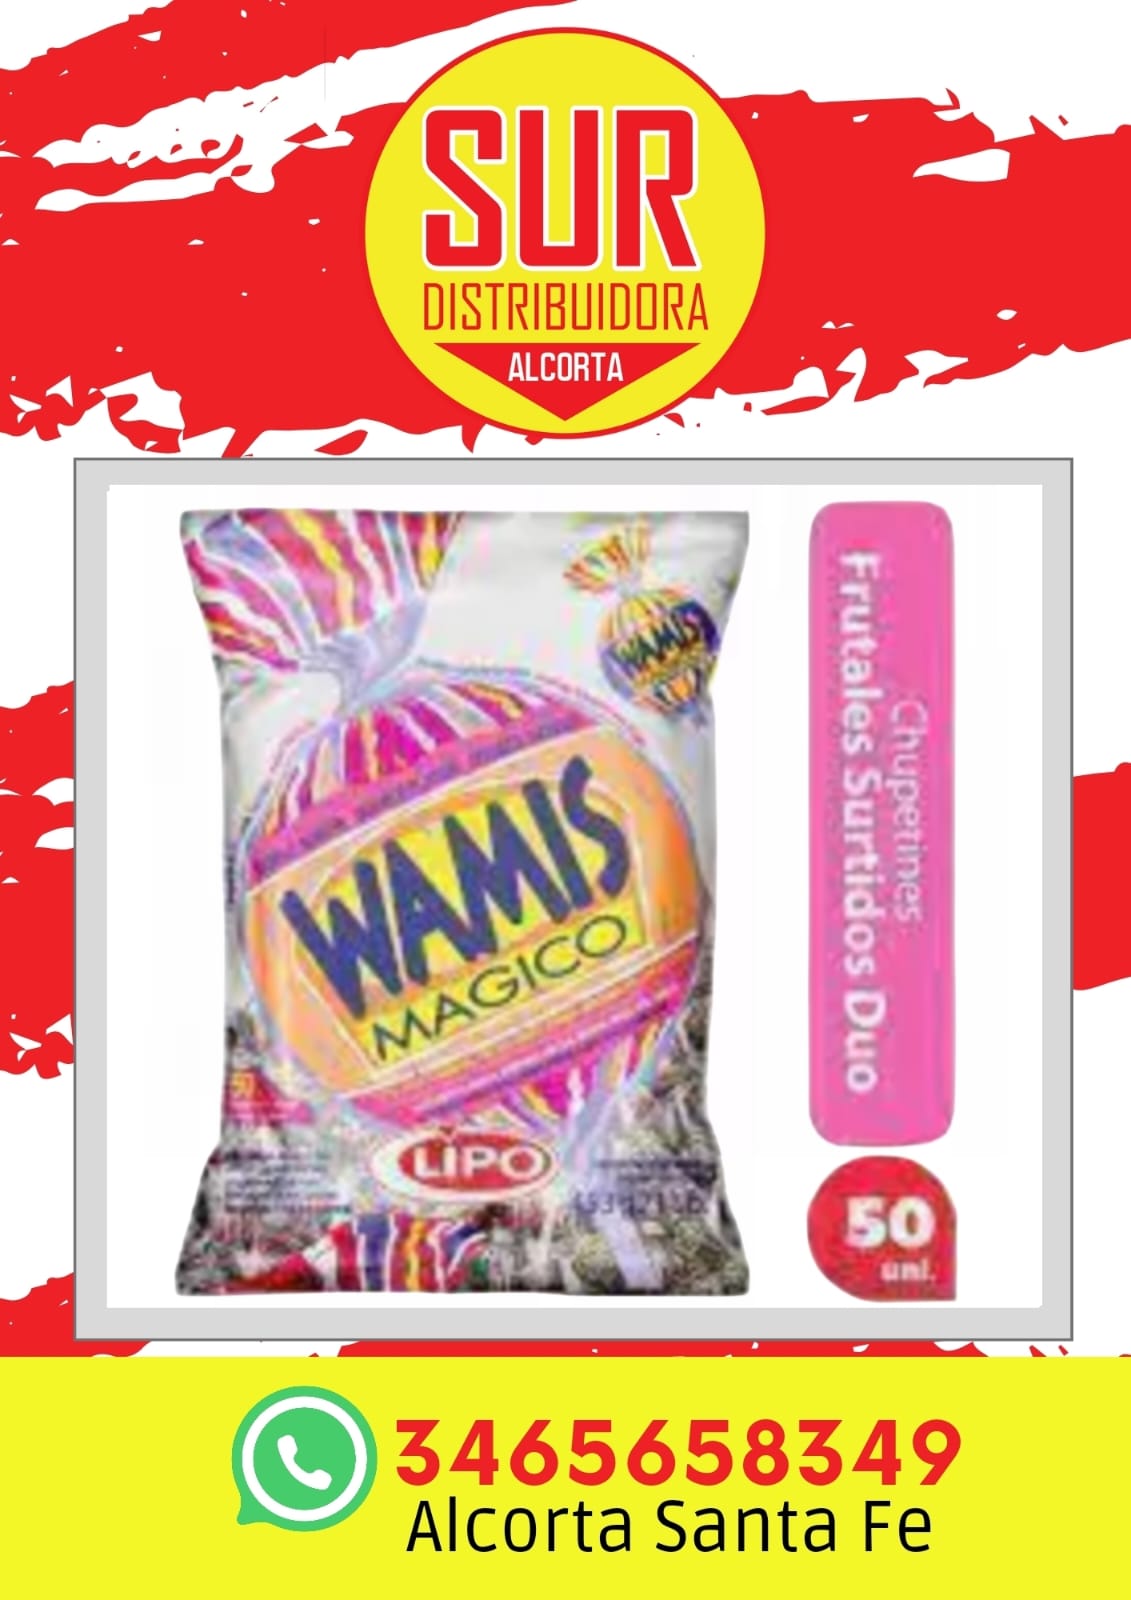 SUR
DISTRIBUIDORA
ALCORTA
WAMIS
WAMIS
MAGICO
LIPO
Chupetines
Frutales Surtidos Duo
50
uni.
3465658349
Alcorta Santa Fe